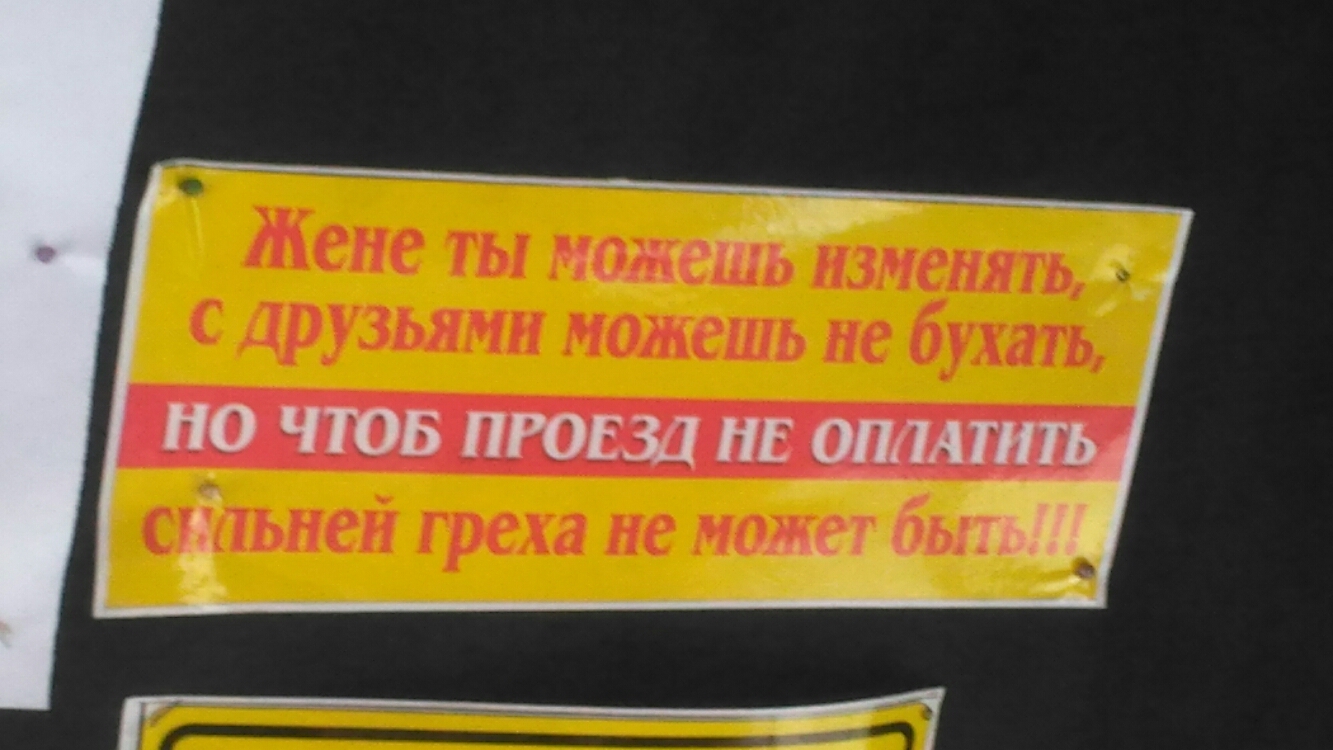 Жене ты можешь изменять,
с друзьями можешь не бухать,
НО ЧТОБ ПРОЕЗД НЕ ОПЛАТИТЬ
сильней греха не может быть!!!